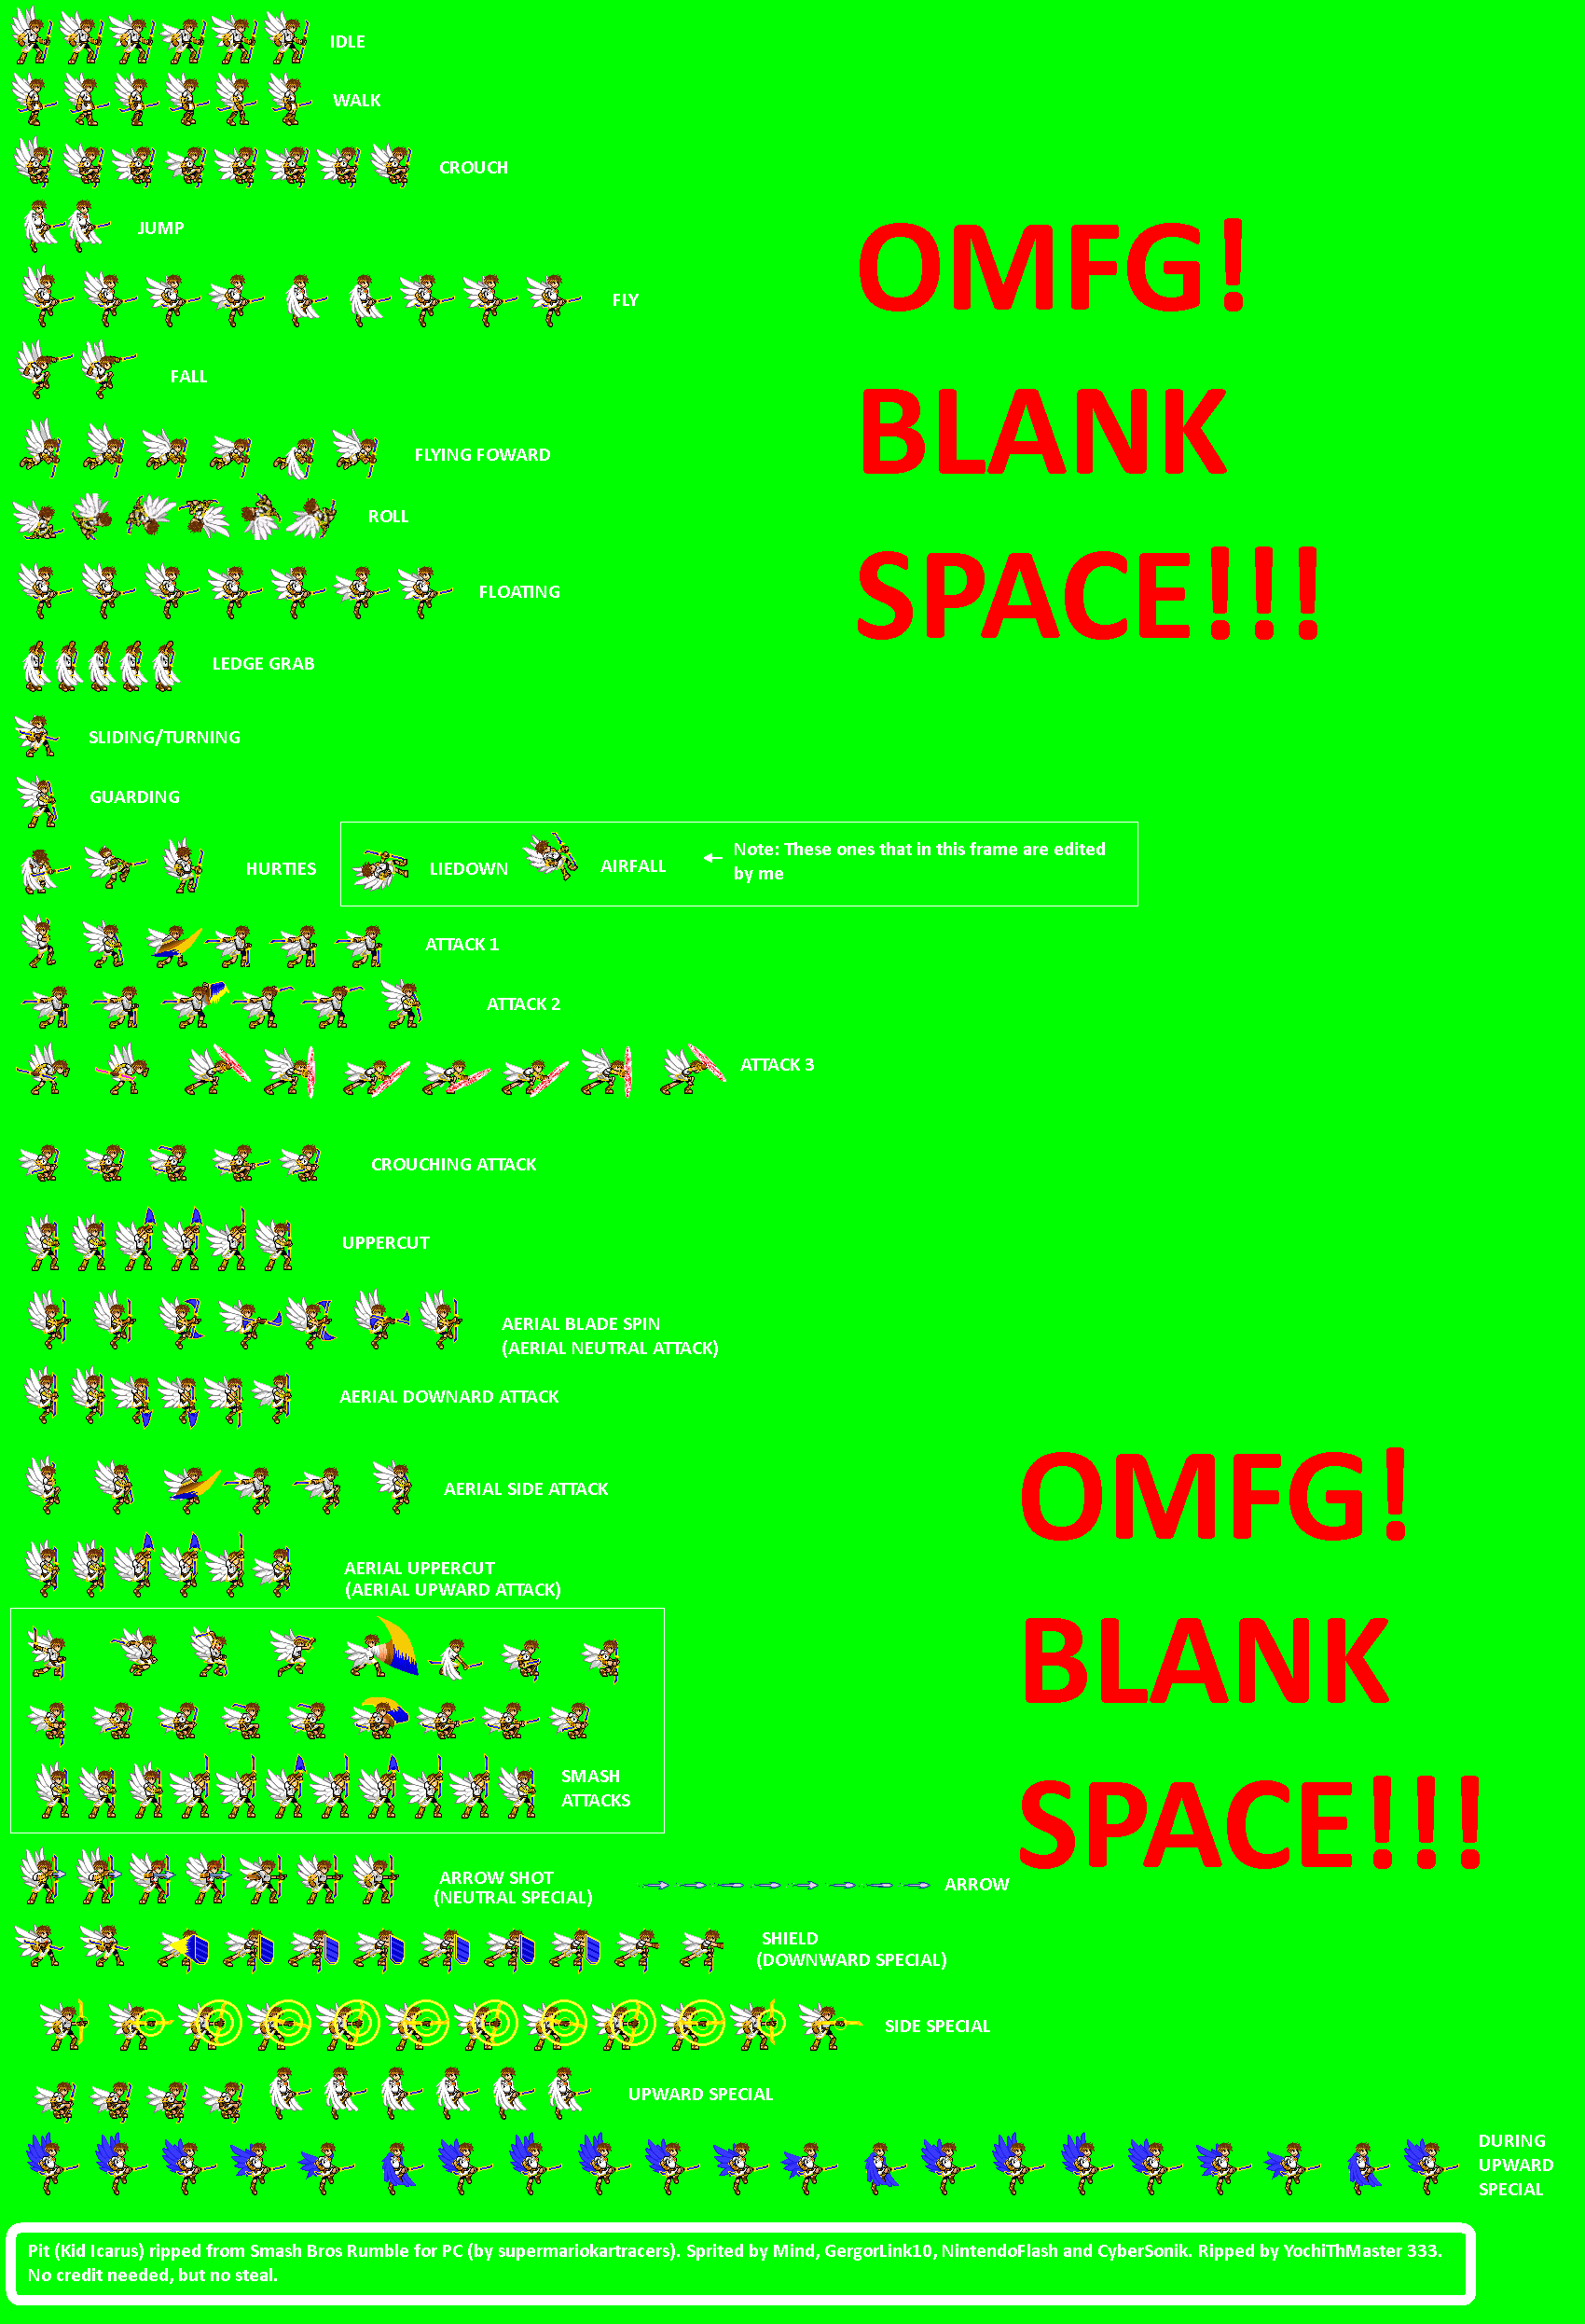 IDLE
WALK
CROUCH
JUMP
OMFG!
FLY
FALL
BLANK
FLYING FOWARD
ROLL
FLOATING
SPACE!!!
LEDGE GRAB
SLIDING/TURNING
GUARDING
HURTIES
LIEDOWN
AIRFALL
Note: These ones that in this frame are edited
by me
ATTACK 1
ATTACK 2
ATTACK 3
CROUCHING ATTACK
UPPERCUT
AERIAL BLADE SPIN
(AERIAL NEUTRAL ATTACK)
AERIAL DOWNARD ATTACK
AERIAL SIDE ATTACK
OMFG!
AERIAL UPPERCUT
(AERIAL UPWARD ATTACK)
BLANK
SMASH
ATTACKS
SPACE!!!
ARROW SHOT
(NEUTRAL SPECIAL)
ARROW
SHIELD
(DOWNWARD SPECIAL)
SIDE SPECIAL
UPWARD SPECIAL
DURING
UPWARD
SPECIAL
Pit (Kid Icarus) ripped from Smash Bros Rumble for PC (by supermariokartracers). Sprited by Mind, GergorLink10, NintendoFlash and CyberSonik. Ripped by YochiThMaster 333.
No credit needed, but no steal.